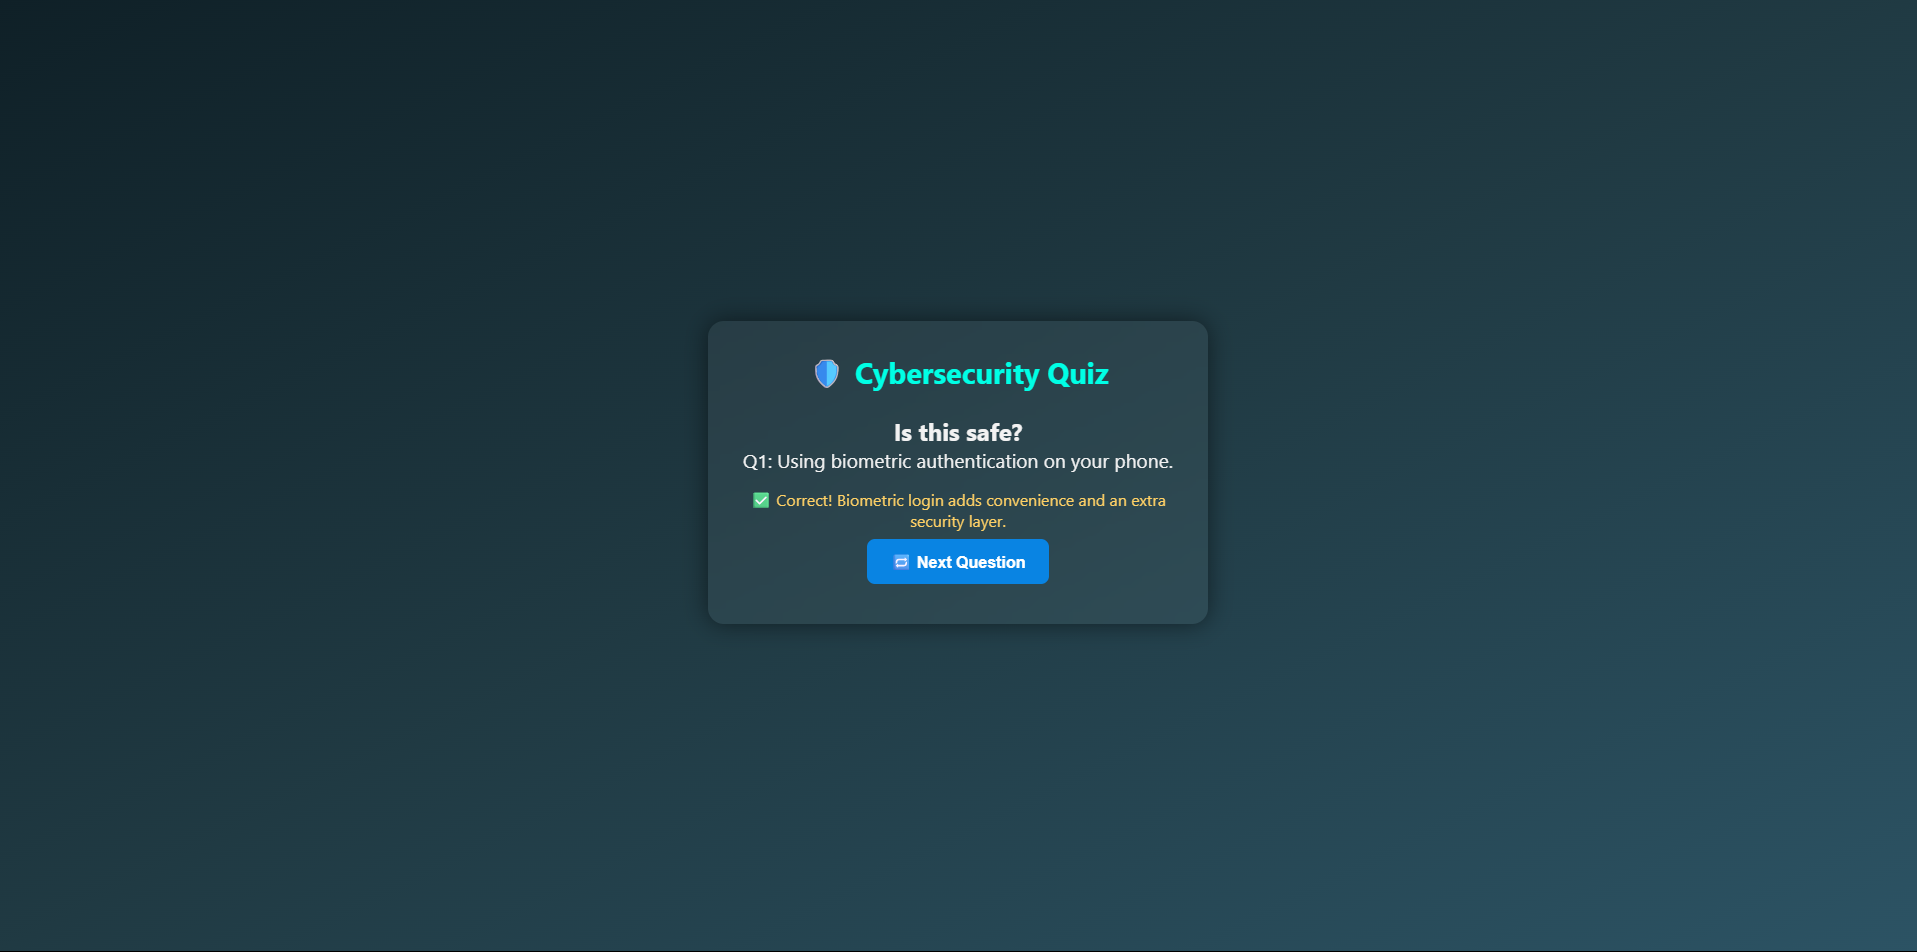 🛡️ Cybersecurity Quiz
Is this safe?
Q1: Using biometric authentication on your phone.
✅ Correct! Biometric login adds convenience and an extra
security layer.
🔁 Next Question